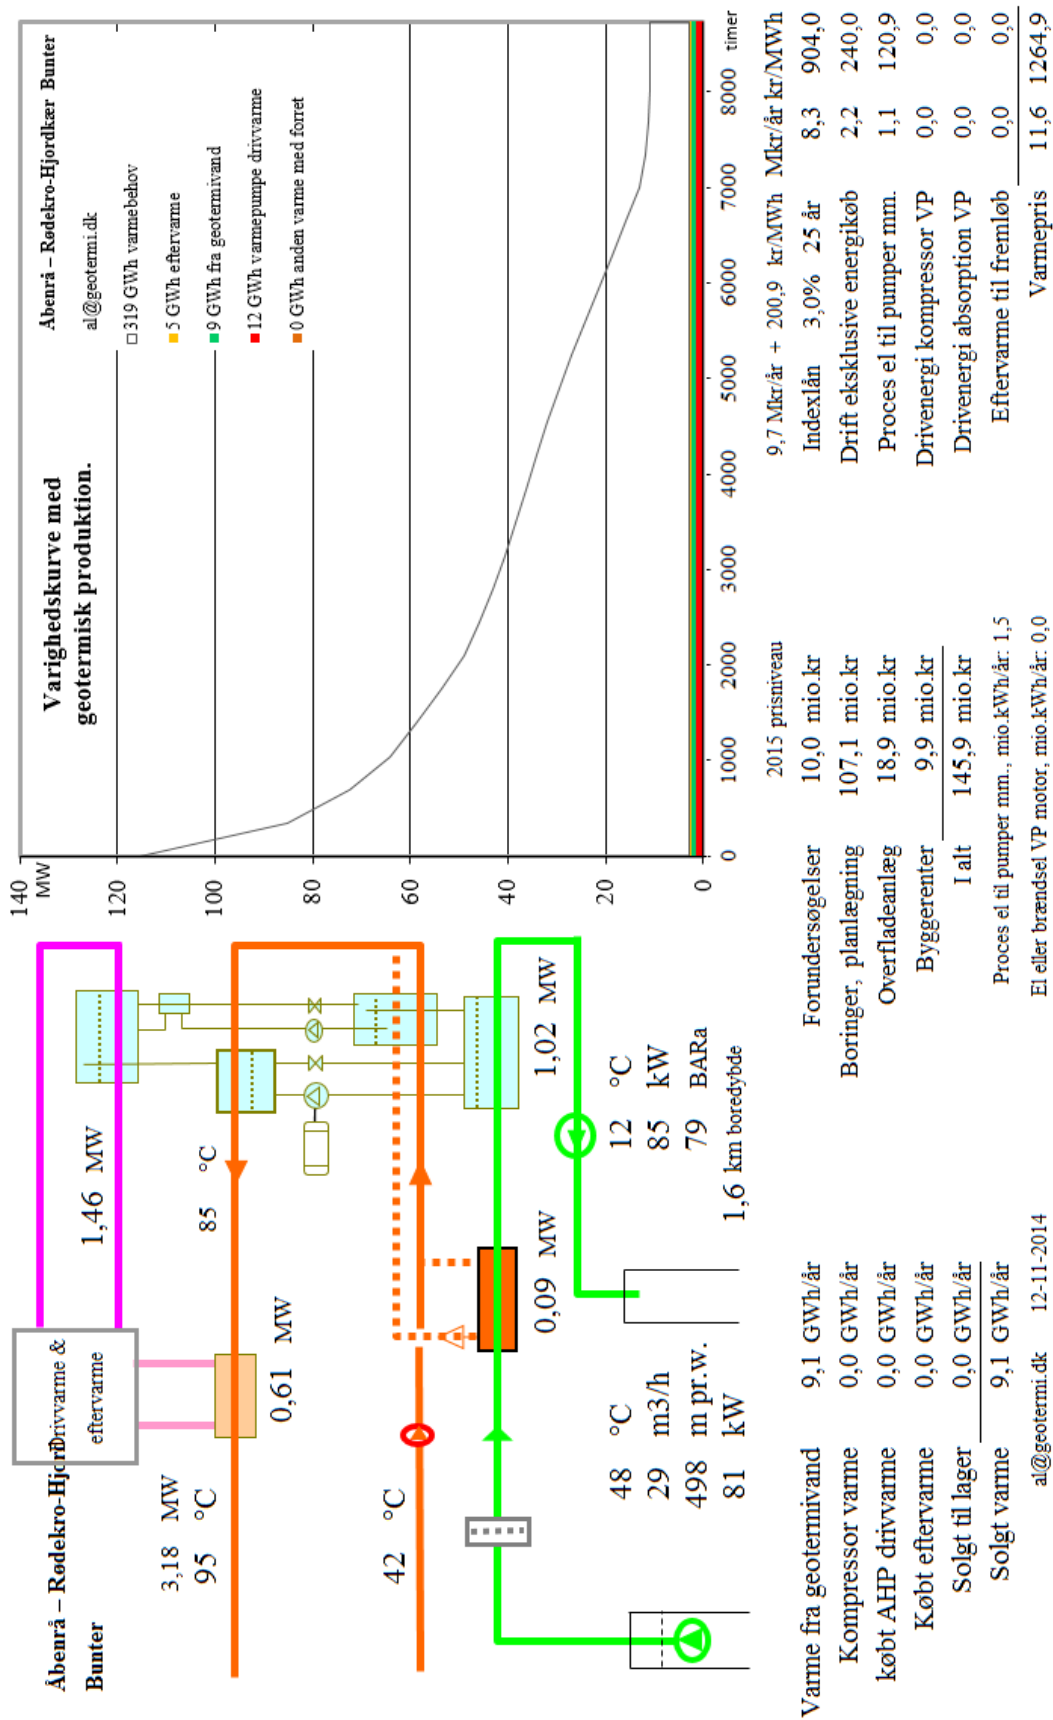 Åbenrå – Rødekro-Hjord
Bunter
Drivvarme &
eftervarme
1,46 MW
3,18 MW
95 °C
0,61 MW
85 °C
42 °C
0,09 MW
1,02 MW
48 °C
29 m3/h
498 m pr.w.
81 kW
12 °C
85 kW
79 BARa
1,6 km boredybde
Varighedskurve med
geotermisk produktion.
Abenrå – Rødekro-Hjordkær Bunter
al@geotermi.dk
319 GWh varmebehov
5 GWh eftervarme
9 GWh fra geotermivand
12 GWh varmepumpe drivvarme
0 GWh anden varme med forret
140
MW
120
100
80
60
40
20
0
0 1000 2000 3000 4000 5000 6000 7000 8000 timer
Varme fra geotermivand 9,1 GWh/år
Kompressor varme 0,0 GWh/år
købt AHP drivvarme 0,0 GWh/år
Købt eftervarme 0,0 GWh/år
Solgt til lager 0,0 GWh/år
Solgt varme 9,1 GWh/år
al@geotermi.dk 12-11-2014
2015 prisniveau
Forundersøgelser 10,0 mio.kr
Boringer, planlægning 107,1 mio.kr
Overfladeanlæg 18,9 mio.kr
Byggerenter 9,9 mio.kr
I alt 145,9 mio.kr
Proces el til pumper mm., mio.kWh/år: 1,5
El eller brændsel VP motor, mio.kWh/år: 0,0
9,7 Mkr/år + 200,9 kr/MWh Mkr/år kr/MWh
Indexlån 3,0% 25 år 8,3 904,0
Drift eksklusive energikøb 2,2 240,0
Proces el til pumper mm. 1,1 120,9
Drivenergi kompressor VP 0,0 0,0
Drivenergi absorption VP 0,0 0,0
Eftervarme til fremløb 0,0 0,0
Varmepris 11,6 1264,9